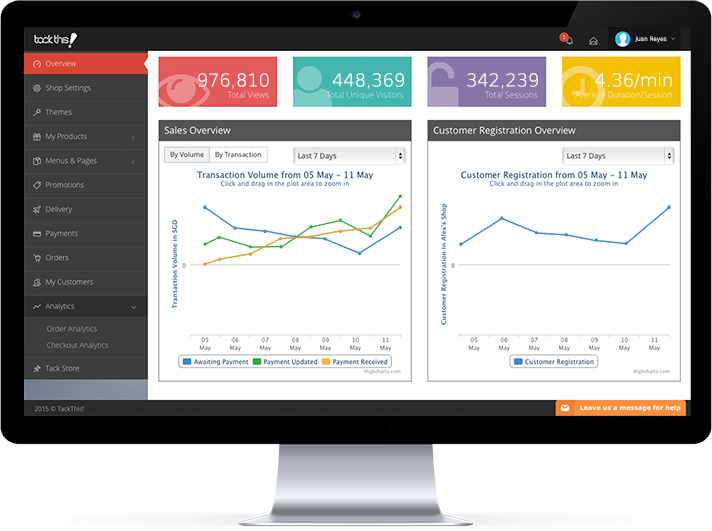 tack this!
1
Juan Reyes
Overview
Shop Settings
Themes
My Products
Menus & Pages
Promotions
Delivery
Payments
Orders
My Customers
Analytics
Order Analytics
Checkout Analytics
Tack Store
976,810
Total Views
448,369
Total Unique Visitors
342,239
Total Sessions
4.36/min
Average Duration/Session
Sales Overview
By Volume
By Transaction
Last 7 Days
Transaction Volume from 05 May - 11 May
Click and drag in the plot area to zoom in
Transaction Volume in SGD
0
05 May
06 May
07 May
08 May
09 May
10 May
11 May
Awaiting Payment
Payment Updated
Payment Received
Highcharts.com
Customer Registration Overview
Last 7 Days
Customer Registration from 05 May - 11 May
Click and drag in the plot area to zoom in
Customer Registration in Alex's Shop
0
05 May
06 May
07 May
08 May
09 May
10 May
11 May
Customer Registration
Highcharts.com
2015 © TackThis!
Leave us a message for help